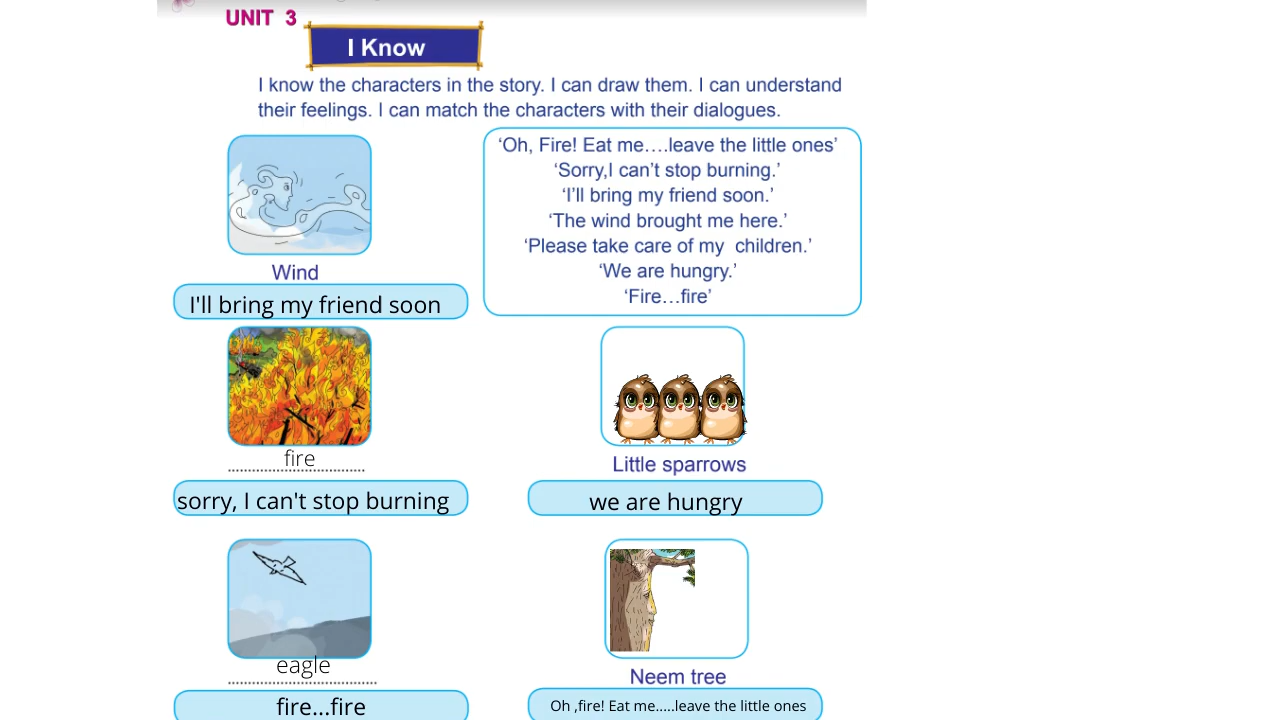 UNIT 3
I Know
I know the characters in the story. I can draw them. I can understand
their feelings. I can match the characters with their dialogues.
‘Oh, Fire! Eat me….leave the little ones’
‘Sorry,I can’t stop burning.’
‘I’ll bring my friend soon.’
‘The wind brought me here.’
‘Please take care of my children.’
‘We are hungry.’
‘Fire…fire’
Wind
I'll bring my friend soon
fire
sorry, I can't stop burning
Little sparrows
we are hungry
eagle
fire...fire
Neem tree
Oh ,fire! Eat me.....leave the little ones